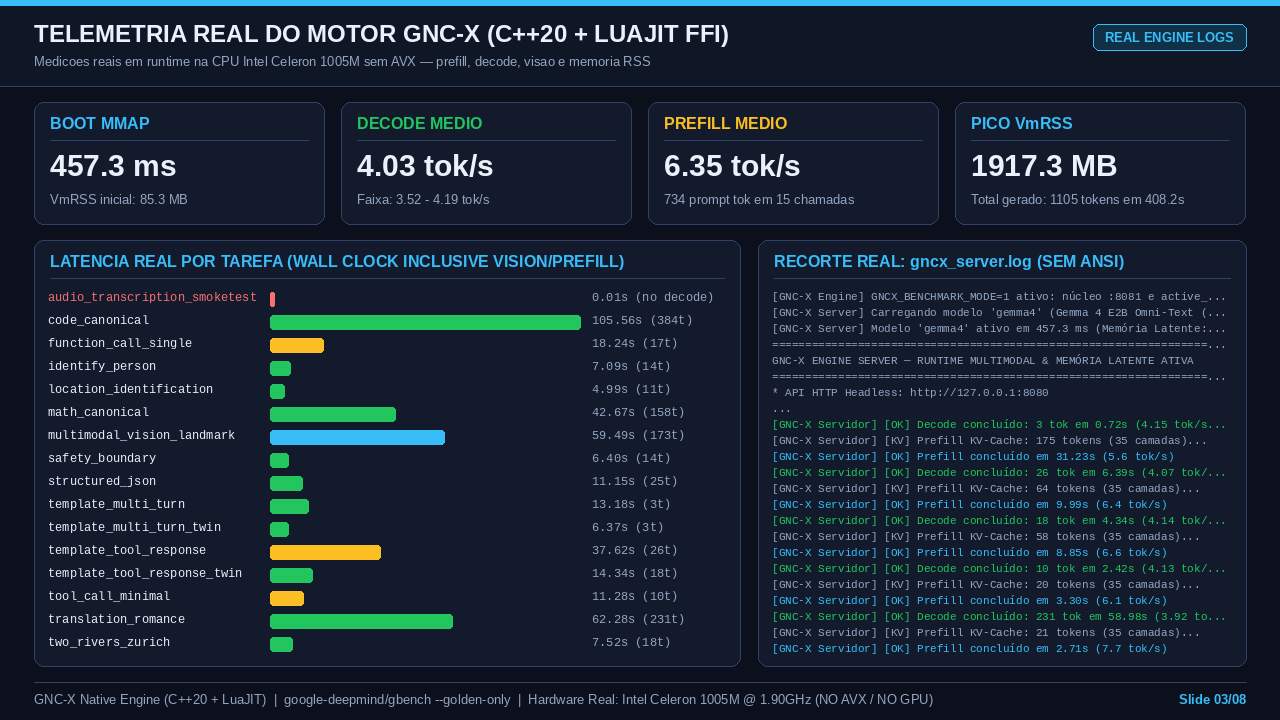 TELEMETRIA REAL DO MOTOR GNC-X (C++20 + LUAJIT FFI)
REAL ENGINE LOGS
Medicoes reais em runtime na CPU Intel Celeron 1005M sem AVX — prefill, decode, visao e memoria RSS
BOOT MMAP
457.3 ms
VmRSS inicial: 85.3 MB
DECODE MEDIO
4.03 tok/s
Faixa: 3.52 - 4.19 tok/s
PREFILL MEDIO
6.35 tok/s
734 prompt tok em 15 chamadas
PICO VmRSS
1917.3 MB
Total gerado: 1105 tokens em 408.2s
LATENCIA REAL POR TAREFA (WALL CLOCK INCLUSIVE VISION/PREFILL)
audio_transcription_smoketest 0.01s (no decode)
code_canonical 105.56s (384t)
function_call_single 18.24s (17t)
identify_person 7.09s (14t)
location_identification 4.99s (11t)
math_canonical 42.67s (158t)
multimodal_vision_landmark 59.49s (173t)
safety_boundary 6.40s (14t)
structured_json 11.15s (25t)
template_multi_turn 13.18s (3t)
template_multi_turn_twin 6.37s (3t)
template_tool_response 37.62s (26t)
template_tool_response_twin 14.34s (18t)
tool_call_minimal 11.28s (10t)
translation_romance 62.28s (231t)
two_rivers_zurich 7.52s (18t)
RECORTE REAL: gncx_server.log (SEM ANSI)
[GNC-X Engine] GNCX_BENCHMARK_MODE=1 ativo: núcleo :8081 e active_...
[GNC-X Server] Carregando modelo 'gemma4' (Gemma 4 E2B Omni-Text (...
[GNC-X Server] Modelo 'gemma4' ativo em 457.3 ms (Memória Latente:...
==================================================================...
GNC-X ENGINE SERVER — RUNTIME MULTIMODAL & MEMÓRIA LATENTE ATIVA
==================================================================...
* API HTTP Headless: http://127.0.0.1:8080
...
[GNC-X Servidor] [OK] Decode concluído: 3 tok em 0.72s (4.15 tok/s...
[GNC-X Servidor] [KV] Prefill KV-Cache: 175 tokens (35 camadas)...
[GNC-X Servidor] [OK] Prefill concluído em 31.23s (5.6 tok/s)
[GNC-X Servidor] [OK] Decode concluído: 26 tok em 6.39s (4.07 tok/...
[GNC-X Servidor] [KV] Prefill KV-Cache: 64 tokens (35 camadas)...
[GNC-X Servidor] [OK] Prefill concluído em 9.99s (6.4 tok/s)
[GNC-X Servidor] [OK] Decode concluído: 18 tok em 4.34s (4.14 tok/...
[GNC-X Servidor] [KV] Prefill KV-Cache: 58 tokens (35 camadas)...
[GNC-X Servidor] [OK] Prefill concluído em 8.85s (6.6 tok/s)
[GNC-X Servidor] [OK] Decode concluído: 10 tok em 2.42s (4.13 tok/...
[GNC-X Servidor] [KV] Prefill KV-Cache: 20 tokens (35 camadas)...
[GNC-X Servidor] [OK] Prefill concluído em 3.30s (6.1 tok/s)
[GNC-X Servidor] [OK] Decode concluído: 231 tok em 58.98s (3.92 to...
[GNC-X Servidor] [KV] Prefill KV-Cache: 21 tokens (35 camadas)...
[GNC-X Servidor] [OK] Prefill concluído em 2.71s (7.7 tok/s)
GNC-X Native Engine (C++20 + LuaJIT) | google-deepmind/gbench --golden-only | Hardware Real: Intel Celeron 1005M @ 1.90GHz (NO AVX / NO GPU)
Slide 03/08